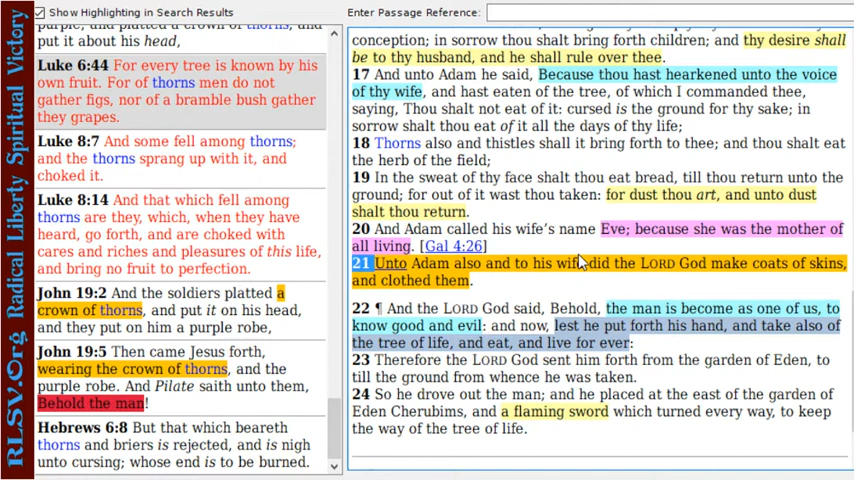 Show Highlighting in Search Results
Enter Passage Reference:
RLSV.Org Radical Liberty Spiritual Victory
purple, and platted a crown of thorns, and
put it about his head,
Luke 6:44 For every tree is known by his
own fruit. For of thorns men do not
gather figs, nor of a bramble bush gather
they grapes.
Luke 8:7 And some fell among thorns;
and the thorns sprang up with it, and
choked it.
Luke 8:14 And that which fell among
thorns are they, which, when they have
heard, go forth, and are choked with
cares and riches and pleasures of this life,
and bring no fruit to perfection.
John 19:2 And the soldiers platted a
crown of thorns, and put it on his head,
and they put on him a purple robe,
John 19:5 Then came Jesus forth,
wearing the crown of thorns, and the
purple robe. And Pilate saith unto them,
Behold the man!
Hebrews 6:8 But that which beareth
thorns and briers is rejected, and is nigh
unto cursing; whose end is to be burned.
conception; in sorrow thou shalt bring forth children; and thy desire shall
be to thy husband, and he shall rule over thee.
17 And unto Adam he said, Because thou hast hearkened unto the voice
of thy wife, and hast eaten of the tree, of which I commanded thee,
saying, Thou shalt not eat of it: cursed is the ground for thy sake; in
sorrow shalt thou eat of it all the days of thy life;
18 Thorns also and thistles shall it bring forth to thee; and thou shalt eat
the herb of the field;
19 In the sweat of thy face shalt thou eat bread, till thou return unto the
ground; for out of it wast thou taken: for dust thou art, and unto dust
shalt thou return.
20 And Adam called his wife's name Eve; because she was the mother of
all living. [Gal 4:26]
21 Unto Adam also and to his wife did the LORD God make coats of skins,
and clothed them.
22 ¶ And the LORD God said, Behold, the man is become as one of us, to
know good and evil: and now, lest he put forth his hand, and take also of
the tree of life, and eat, and live for ever:
23 Therefore the LORD God sent him forth from the garden of Eden, to
till the ground from whence he was taken.
24 So he drove out the man; and he placed at the east of the garden of
Eden Cherubims, and a flaming sword which turned every way, to keep
the way of the tree of life.